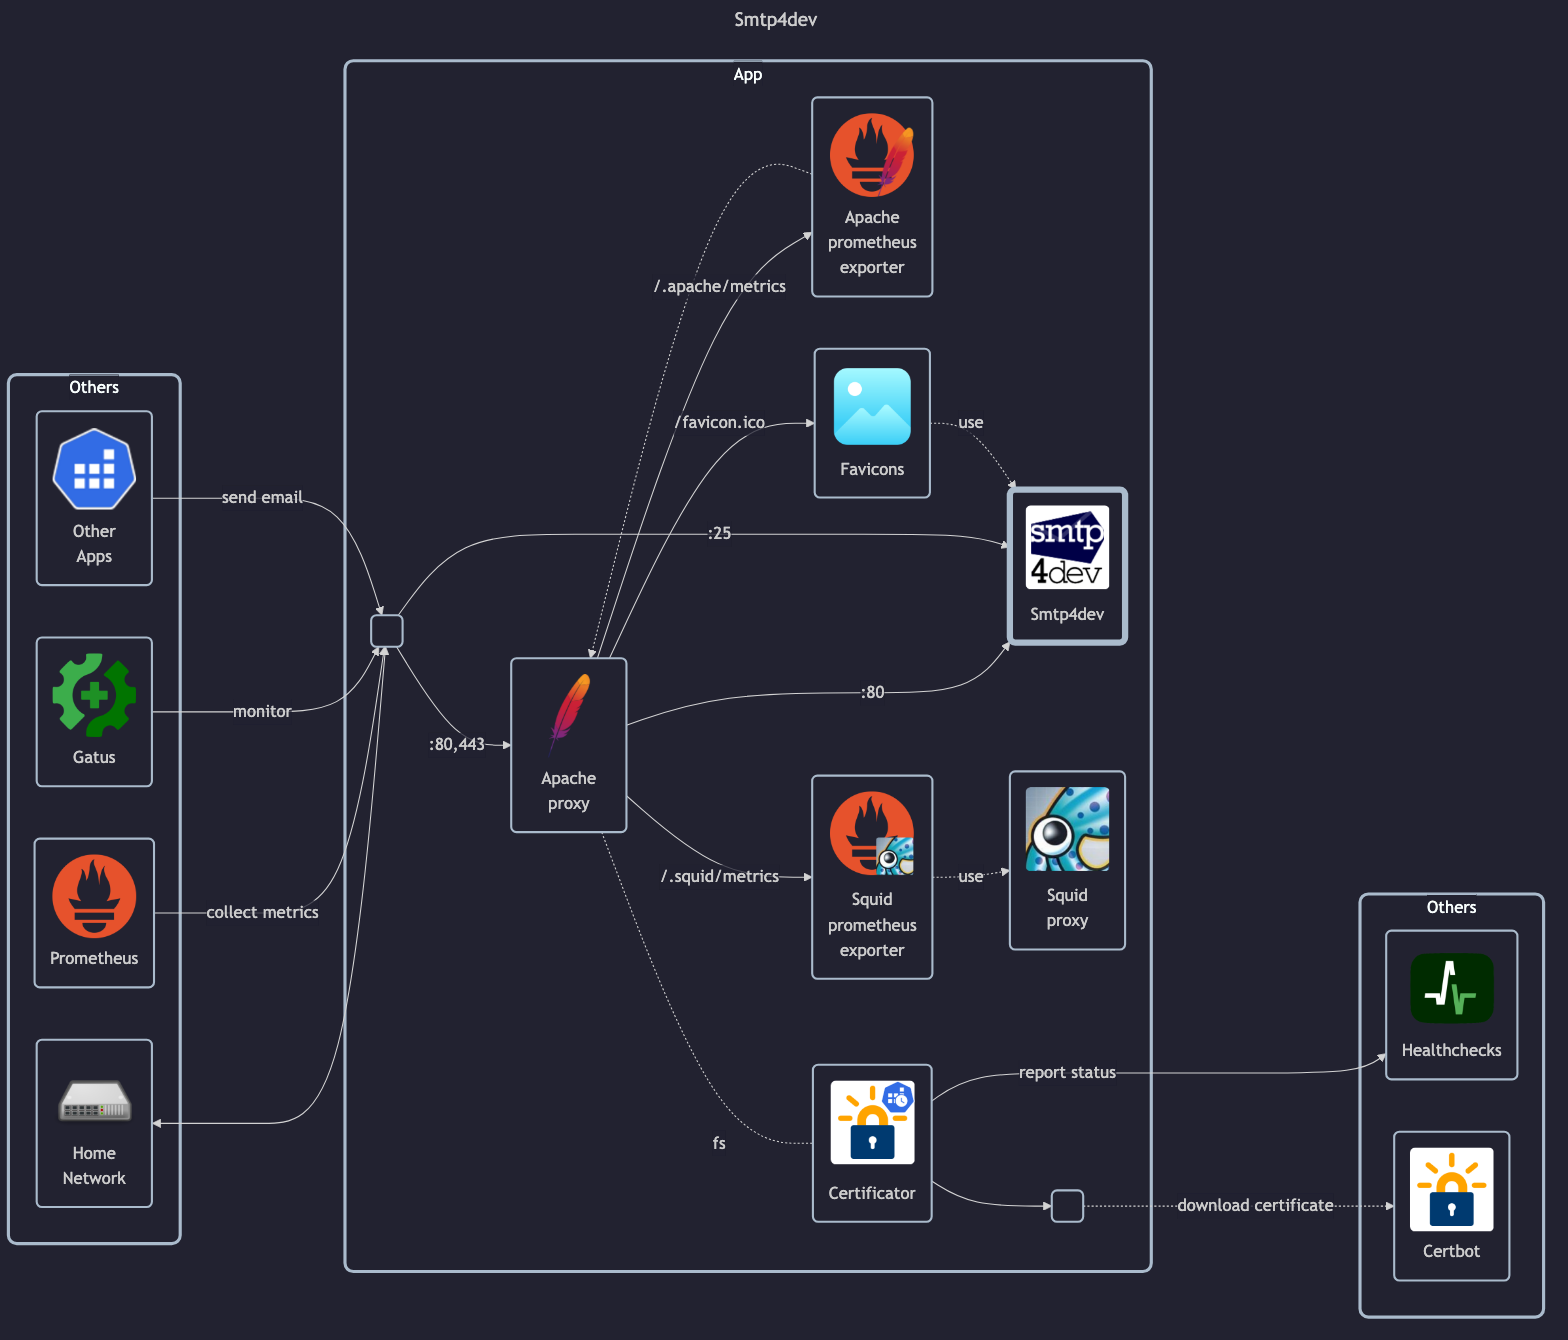 Smtp4dev
App
Apache
prometheus
exporter
/.apache/metrics
Others
/favicon.ico
use
Favicons
send email
Other
Apps
:25
smtp
4dev
Smtp4dev
monitor
Gatus
:80
:80,443
Apache
proxy
/.squid/metrics
use
Squid
prometheus
exporter
Squid
proxy
collect metrics
Prometheus
Others
Healthchecks
report status
Home
Network
fs
Certificator
download certificate
Certbot